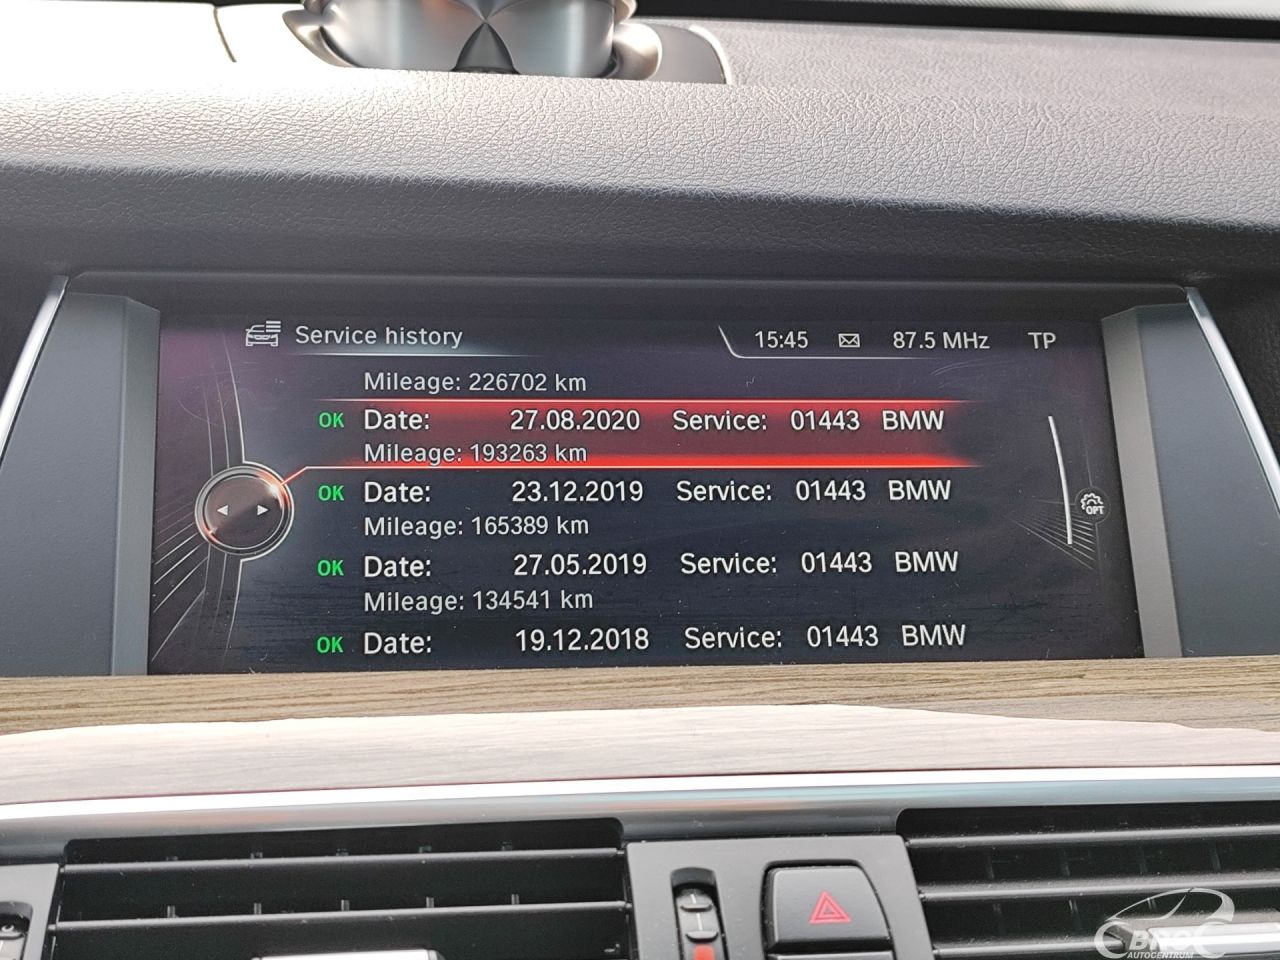 Service history 15:45 87.5 MHz TP
Mileage: 226702 km
OK Date: 27.08.2020 Service: 01443 BMW
Mileage: 193263 km
OK Date: 23.12.2019 Service: 01443 BMW
Mileage: 165389 km
OPT
OK Date: 27.05.2019 Service: 01443 BMW
Mileage: 134541 km
OK Date: 19.12.2018 Service: 01443 BMW
BRC
AUTOCENTRUM